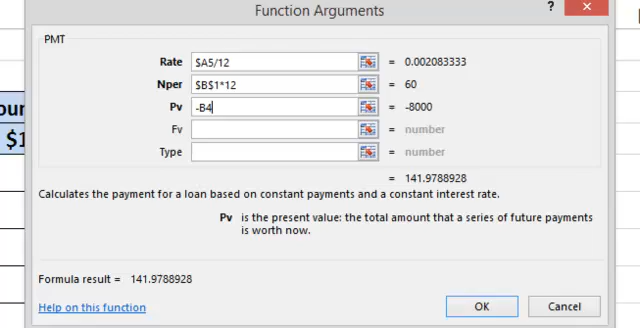 Function Arguments ? ×
PMT
Rate $A5/12 = 0.002083333
Nper $B$1*12 = 60
Pv -B4 = -8000
Fv = number
Type = number
= 141.9788928
Calculates the payment for a loan based on constant payments and a constant interest rate.
Pv is the present value: the total amount that a series of future payments
is worth now.
Formula result = 141.9788928
Help on this function OK Cancel
oun
$1